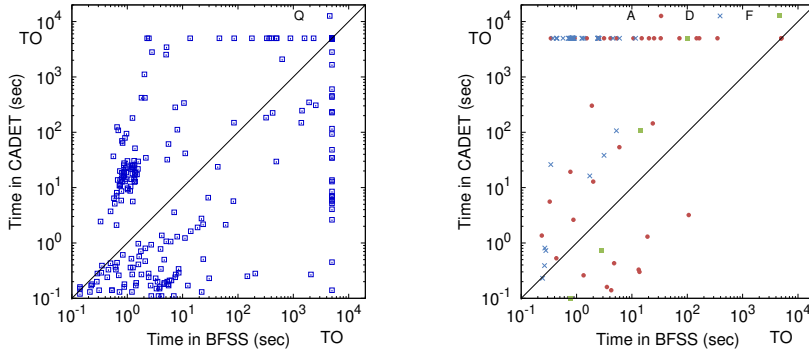 Q
10^4
TO
10^3
10^2
10^1
10^0
10^-1
Time in CADET (sec)
10^-1 10^0 10^1 10^2 10^3 10^4
Time in BFSS (sec) TO
A D F
10^4
TO
10^3
10^2
10^1
10^0
10^-1
Time in CADET (sec)
10^-1 10^0 10^1 10^2 10^3 10^4
Time in BFSS (sec) TO